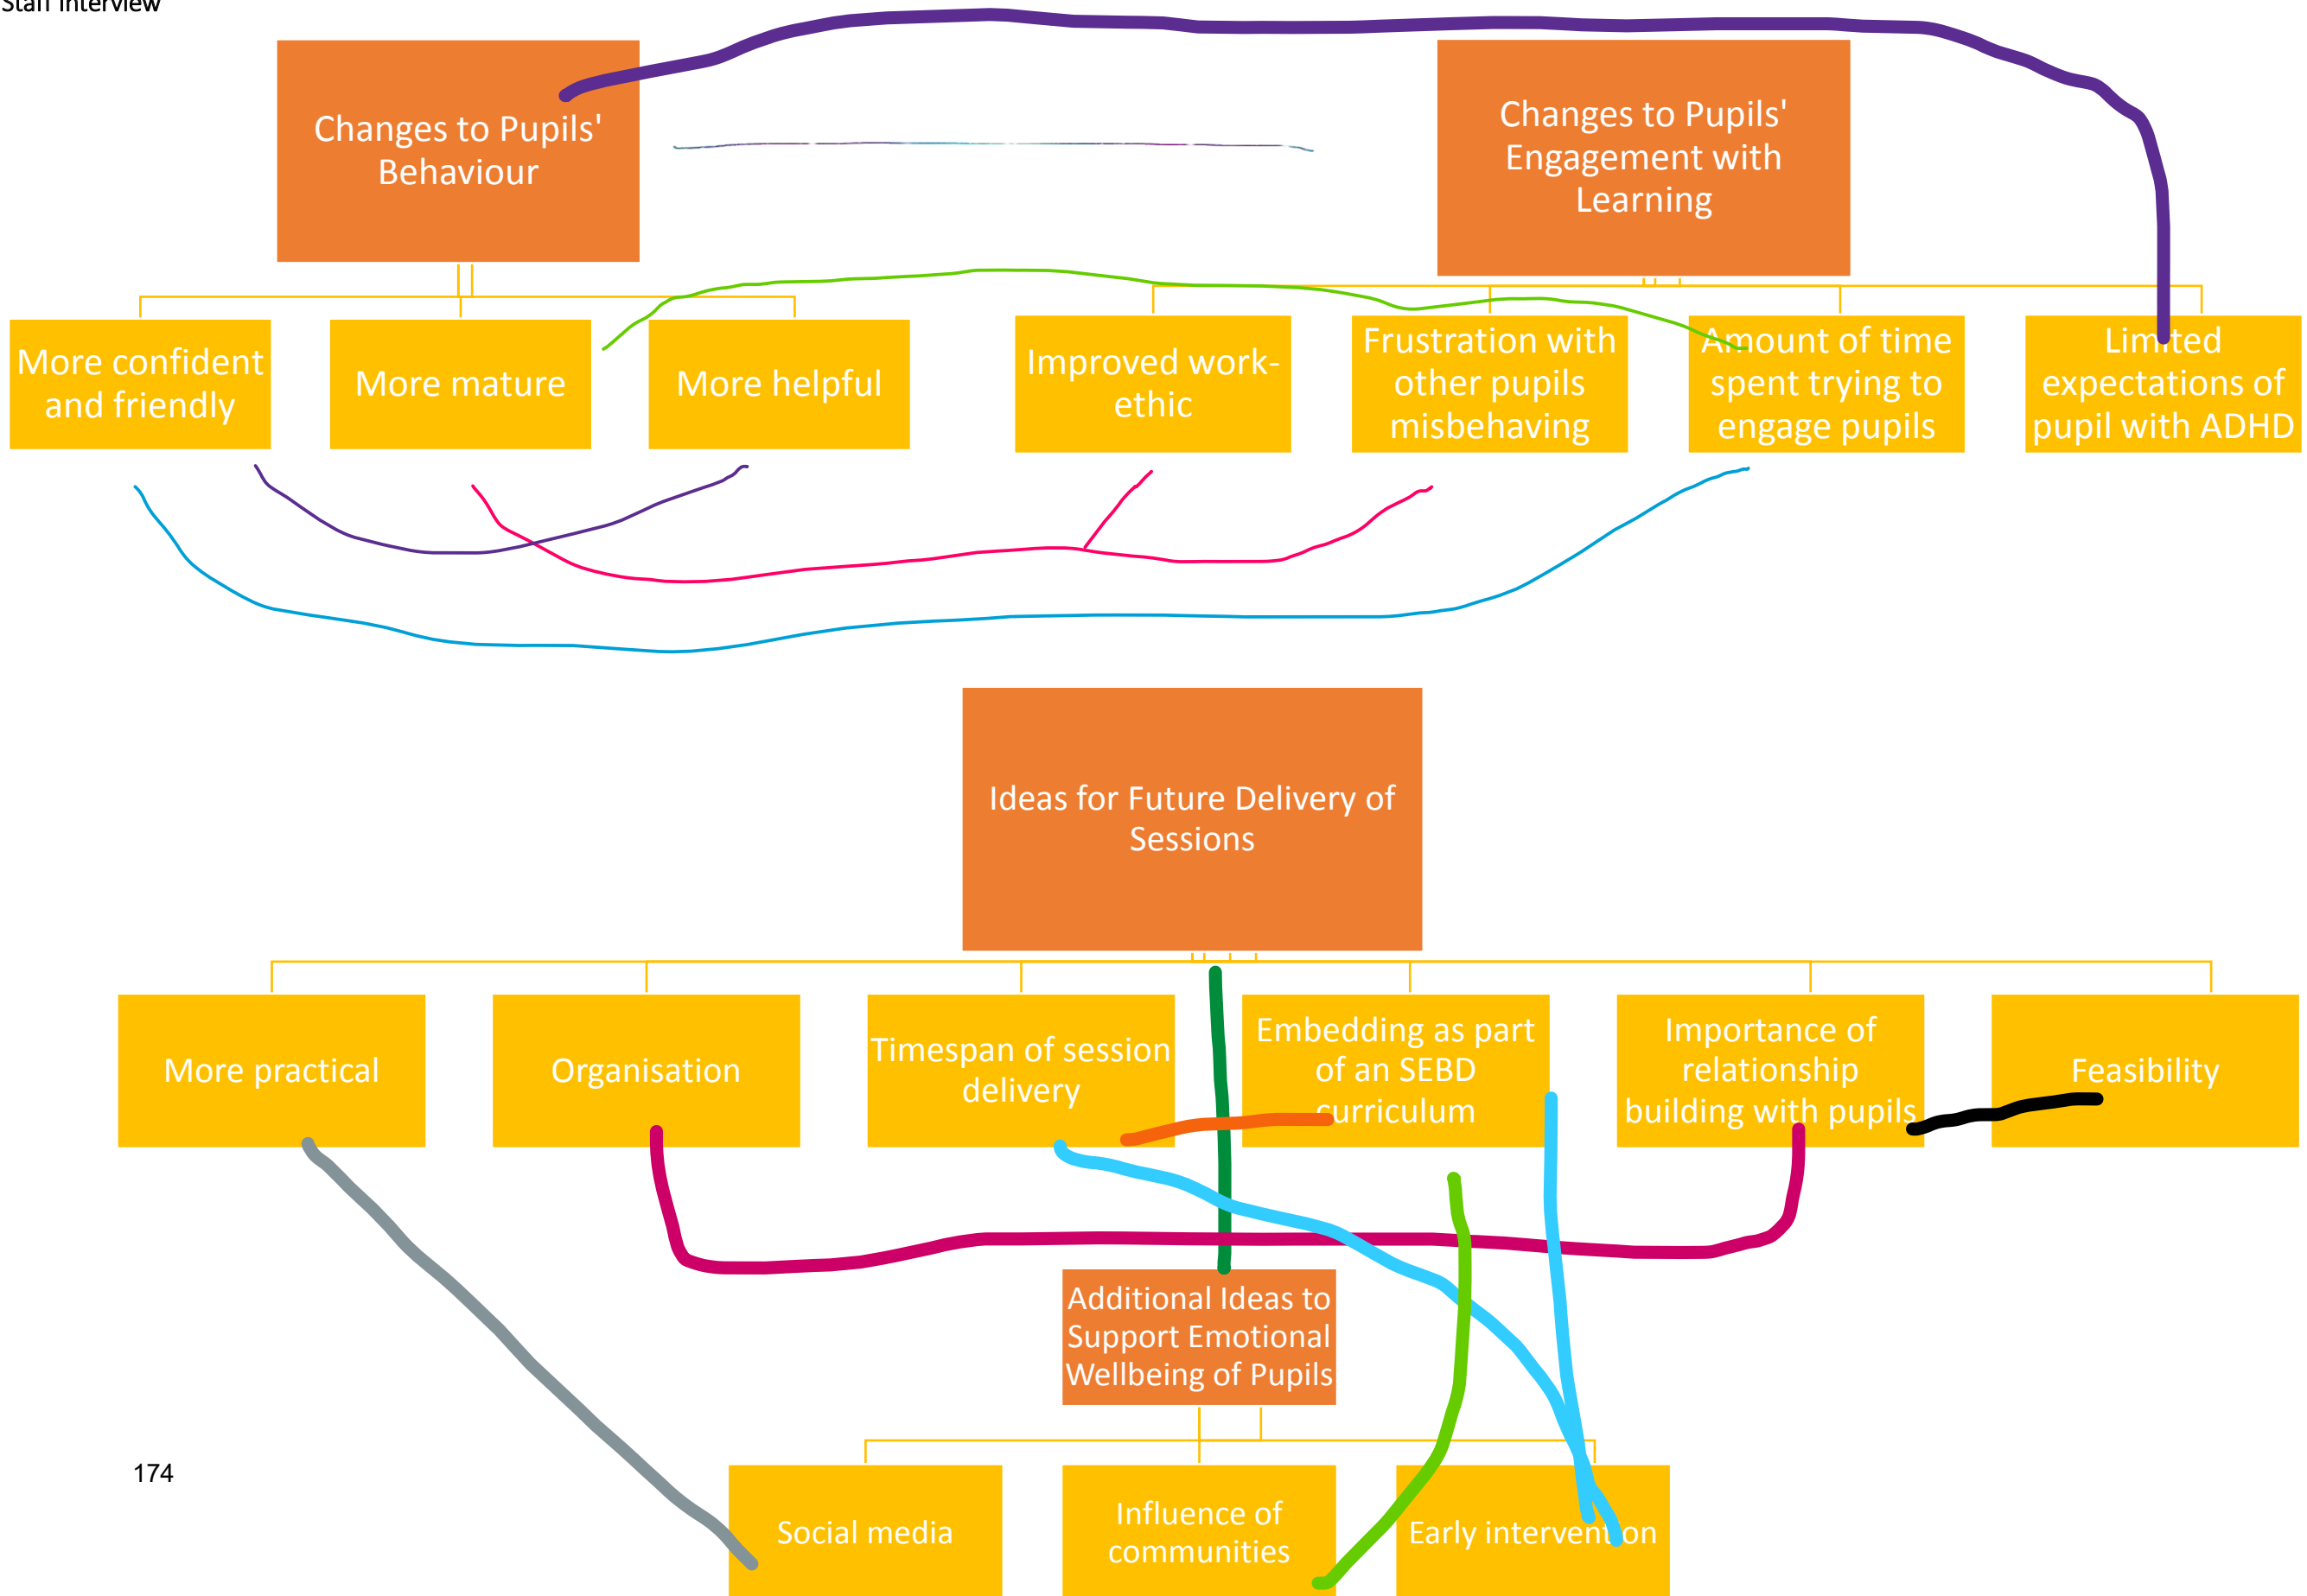 Staff Interview
Changes to Pupils'
Behaviour
Changes to Pupils'
Engagement with
Learning
More confident
and friendly
More mature
More helpful
Improved work-
ethic
Frustration with
other pupils
misbehaving
Amount of time
spent trying to
engage pupils
Limited
expectations of
pupil with ADHD
Ideas for Future Delivery of
Sessions
More practical
Organisation
Timespan of session
delivery
Embedding as part
of an SEBD
curriculum
Importance of
relationship
building with pupils
Feasibility
Additional Ideas to
Support Emotional
Wellbeing of Pupils
Social media
Influence of
communities
Early intervention
174